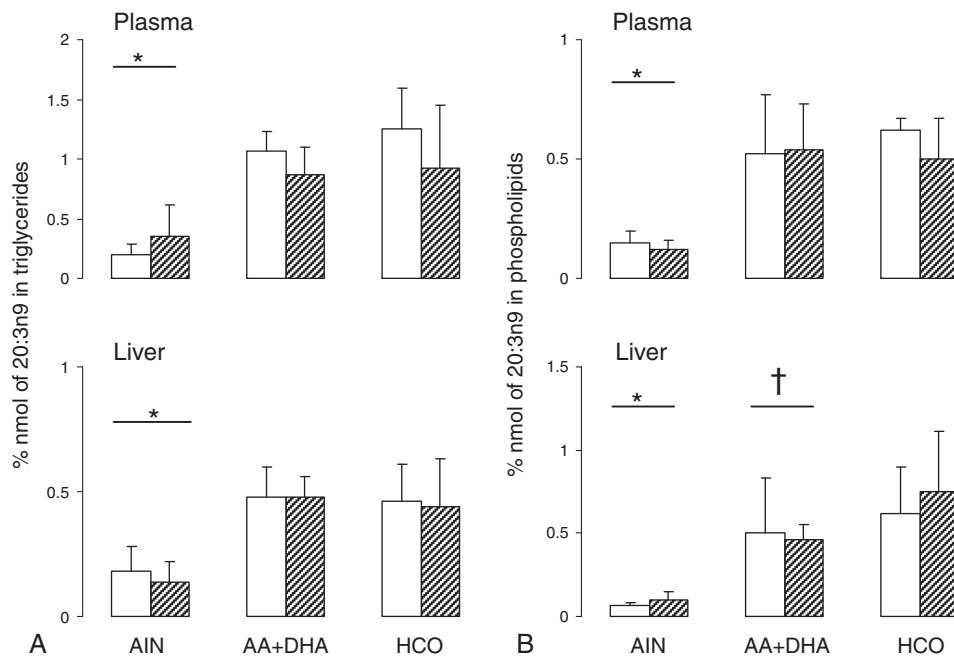 Plasma
2
1.5
1
0.5
0
*
Liver
1
0.5
0
*
% nmol of 20:3n9 in triglycerides
A
AIN
AA+DHA
HCO
Plasma
1
0.5
0
*
Liver
1.5
1
0.5
0
*
†
% nmol of 20:3n9 in phospholipids
B
AIN
AA+DHA
HCO